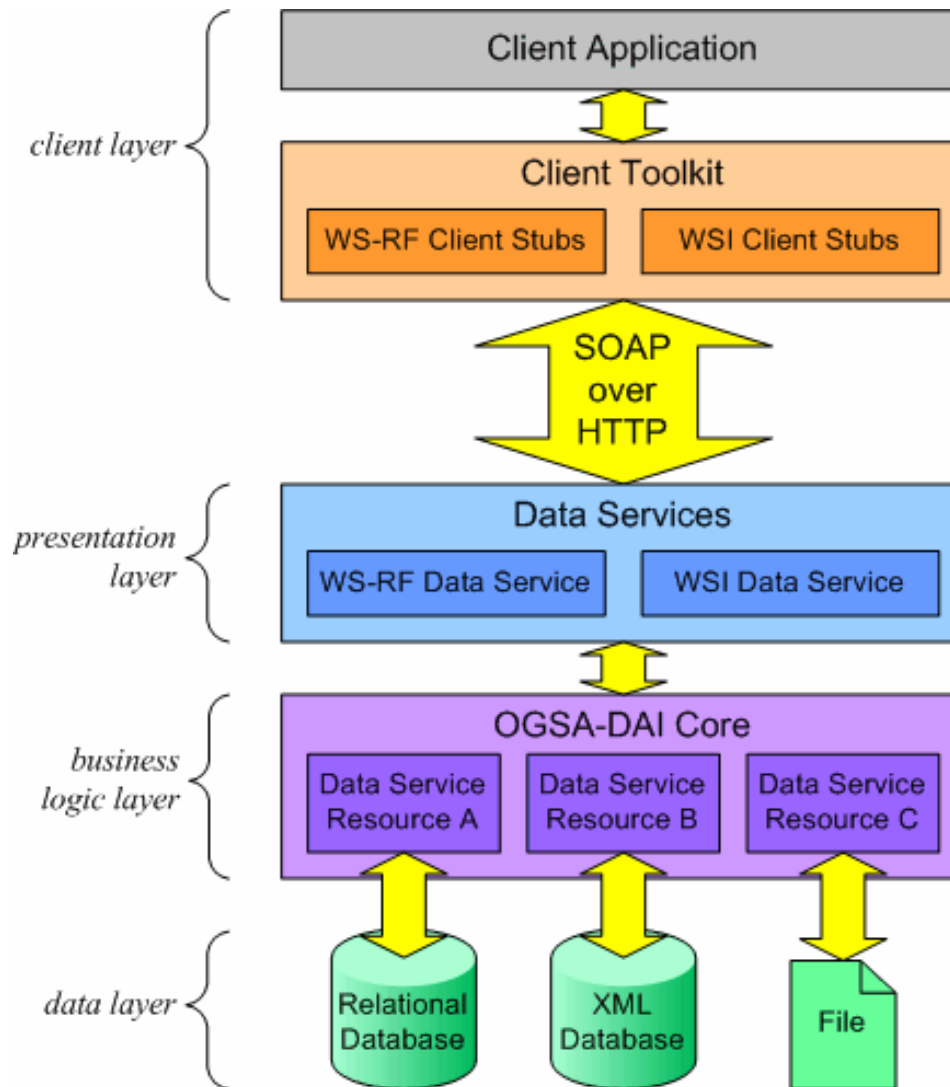 Client Application
client layer
Client Toolkit
WS-RF Client Stubs
WSI Client Stubs
SOAP
over
HTTP
Data Services
presentation
layer
WS-RF Data Service
WSI Data Service
OGSA-DAI Core
business
logic layer
Data Service
Resource A
Data Service
Resource B
Data Service
Resource C
data layer
Relational
Database
XML
Database
File